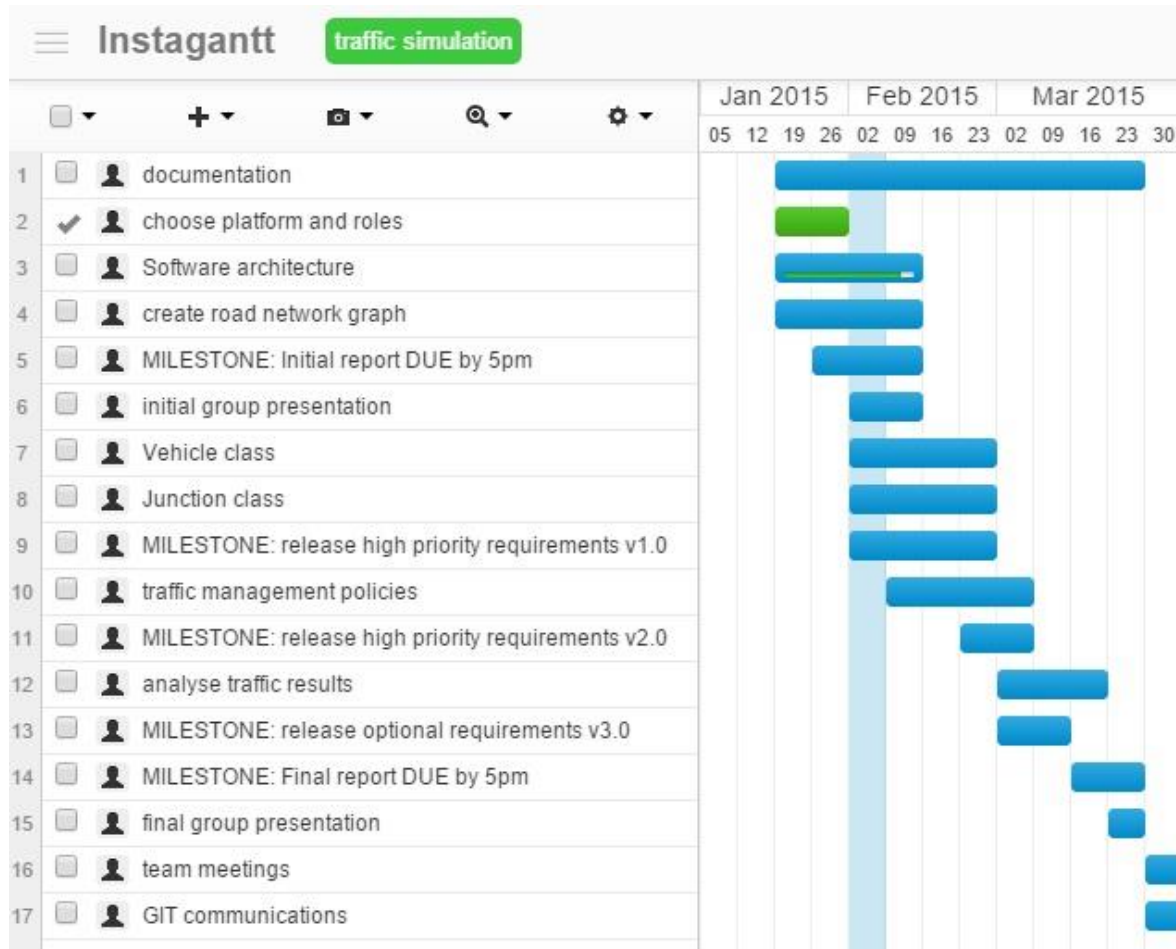 Instagantt traffic simulation
Jan 2015 Feb 2015 Mar 2015
05 12 19 26 02 09 16 23 02 09 16 23 30
1 documentation
2 choose platform and roles
3 Software architecture
4 create road network graph
5 MILESTONE: Initial report DUE by 5pm
6 initial group presentation
7 Vehicle class
8 Junction class
9 MILESTONE: release high priority requirements v1.0
10 traffic management policies
11 MILESTONE: release high priority requirements v2.0
12 analyse traffic results
13 MILESTONE: release optional requirements v3.0
14 MILESTONE: Final report DUE by 5pm
15 final group presentation
16 team meetings
17 GIT communications